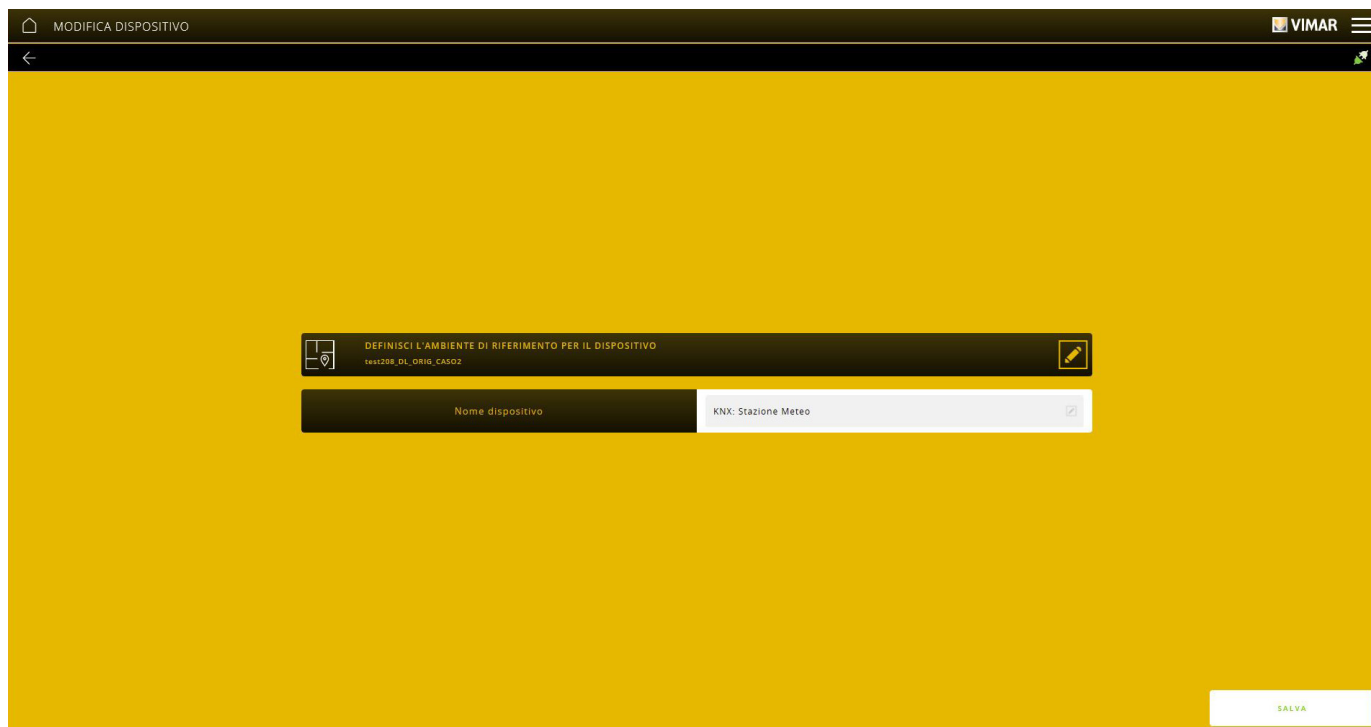 MODIFICA DISPOSITIVO
VIMAR
DEFINISCI L'AMBIENTE DI RIFERIMENTO PER IL DISPOSITIVO
test208_DL_ORIG_CASO2
Nome dispositivo
KNX: Stazione Meteo
SALVA